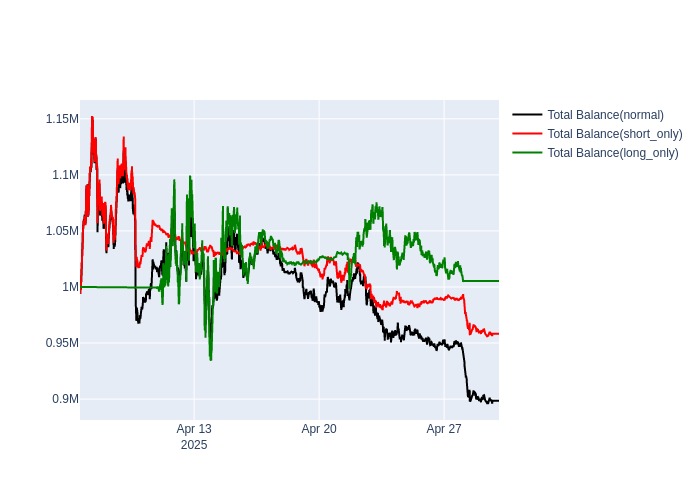 1.15M
1.1M
1.05M
1M
0.95M
0.9M
Apr 13
2025
Apr 20
Apr 27
Total Balance(normal)
Total Balance(short_only)
Total Balance(long_only)